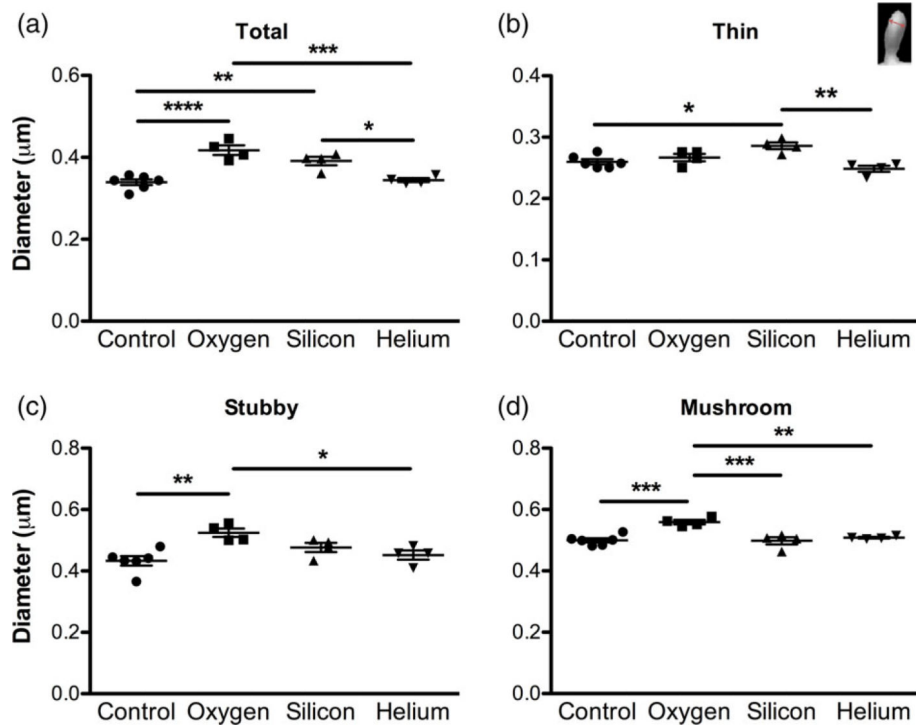 (a)
Total
Diameter (μm)
0.6
0.4
0.2
0.0
****
**
***
*
Control Oxygen Silicon Helium
(b)
Thin
0.4
0.3
0.2
0.1
0.0
*
**
Control Oxygen Silicon Helium
(c)
Stubby
Diameter (μm)
0.8
0.6
0.4
0.2
0.0
**
*
Control Oxygen Silicon Helium
(d)
Mushroom
0.8
0.6
0.4
0.2
0.0
***
***
**
Control Oxygen Silicon Helium